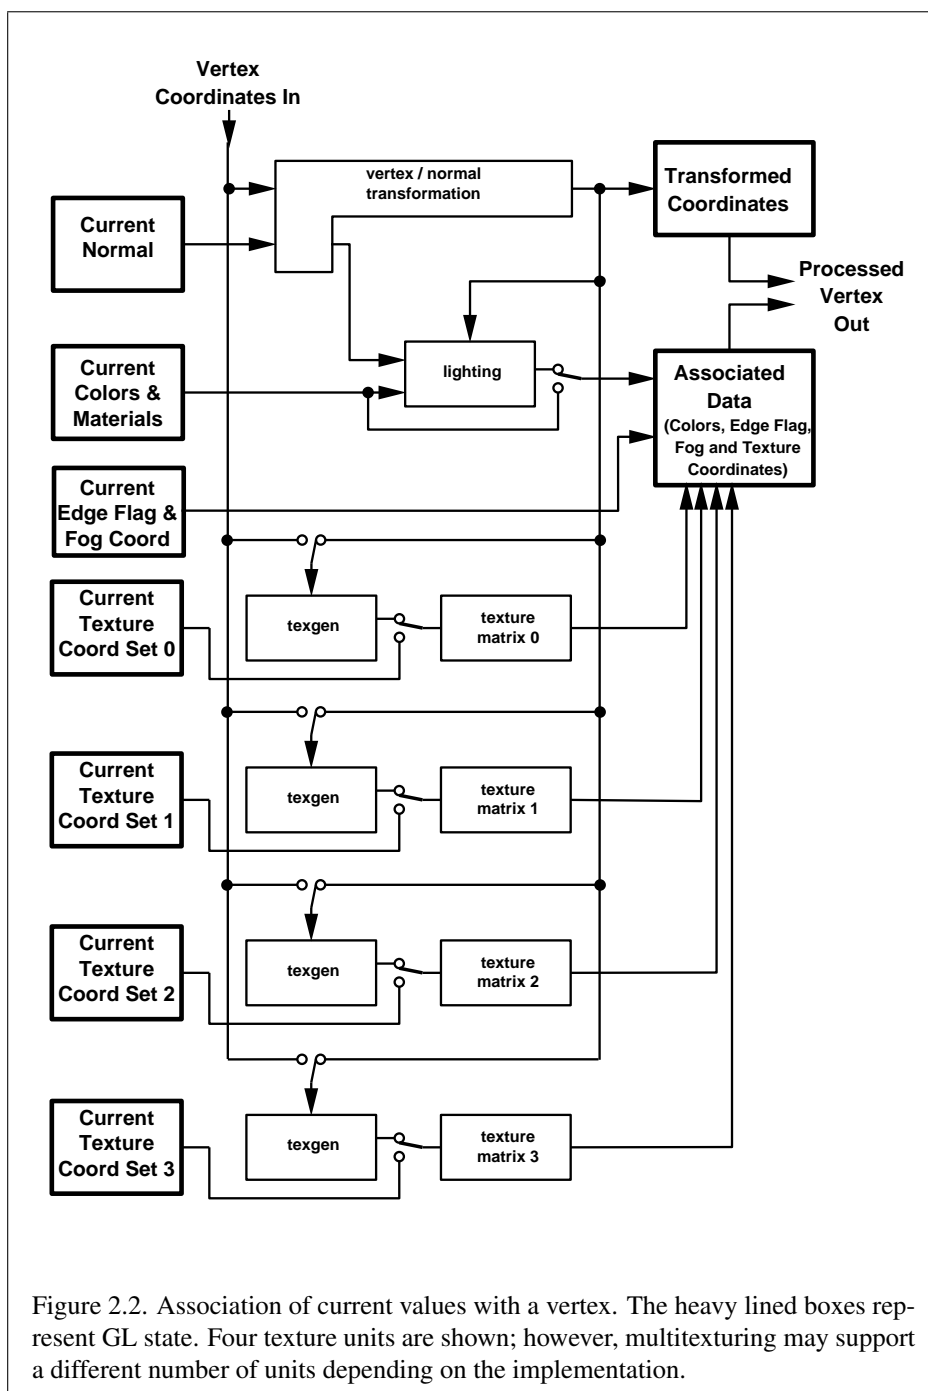 Vertex
Coordinates In
vertex / normal
transformation
Transformed
Coordinates
Current
Normal
Processed
Vertex
Out
lighting
Current
Colors &
Materials
Associated
Data
(Colors, Edge Flag,
Fog and Texture
Coordinates)
Current
Edge Flag &
Fog Coord
Current
Texture
Coord Set 0
texgen
texture
matrix 0
Current
Texture
Coord Set 1
texgen
texture
matrix 1
Current
Texture
Coord Set 2
texgen
texture
matrix 2
Current
Texture
Coord Set 3
texgen
texture
matrix 3
Figure 2.2. Association of current values with a vertex. The heavy lined boxes rep-
resent GL state. Four texture units are shown; however, multitexturing may support
a different number of units depending on the implementation.